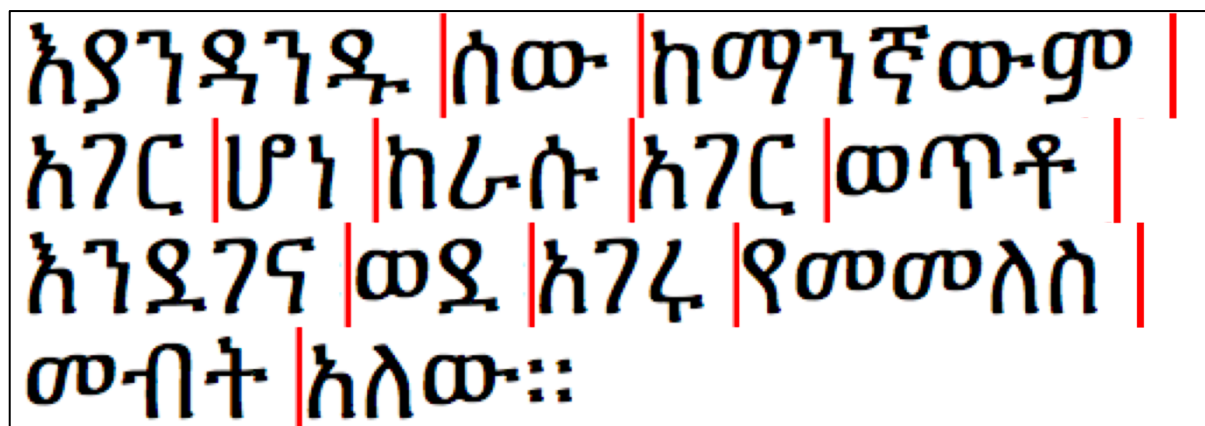 እያንዳንዱ ሰው ከማንኛውም
አገር ሆነ ከራሱ አገር ወጥቶ
እንደገና ወደ አገሩ የመመለስ
መብት አለው።